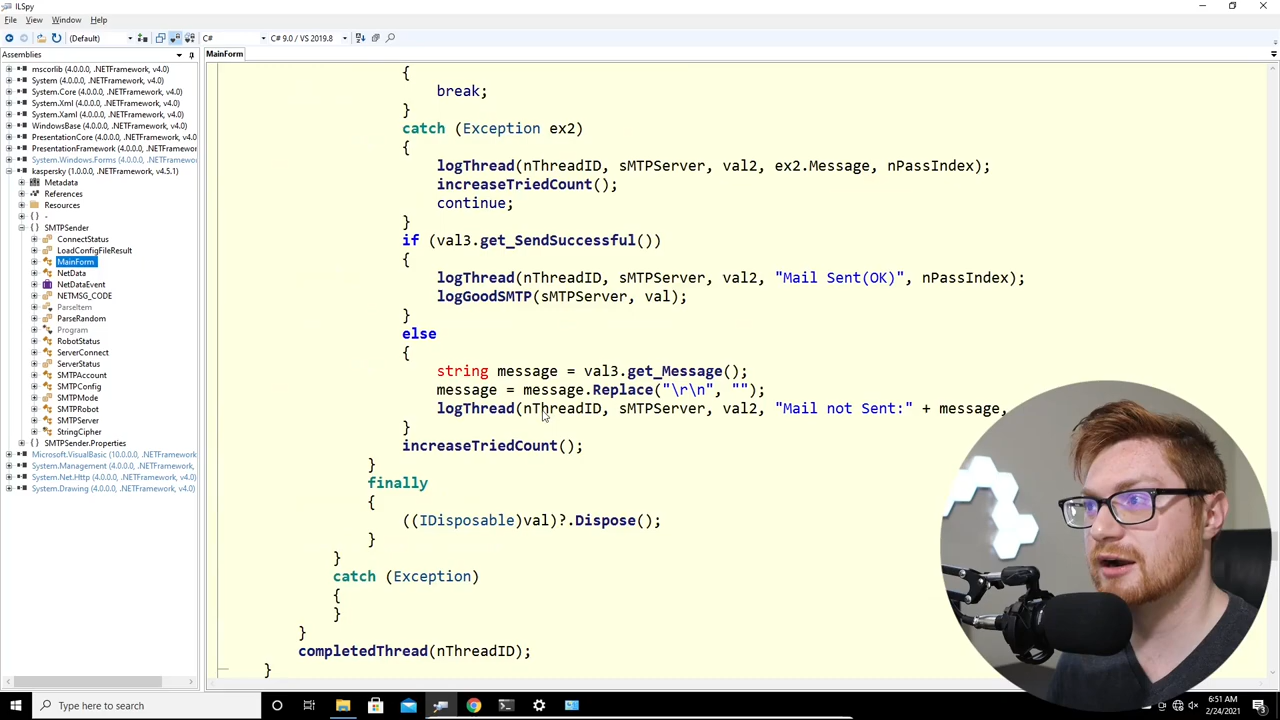 ILSpy
File View Window Help
(Default) C# C# 9.0 / VS 2019.8
Assemblies
MainForm
mscorlib (4.0.0.0, .NETFramework, v4.0)
System (4.0.0.0, .NETFramework, v4.0)
System.Core (4.0.0.0, .NETFramework, v4.0)
System.Xml (4.0.0.0, .NETFramework, v4.0)
System.Xaml (4.0.0.0, .NETFramework, v4.0)
WindowsBase (4.0.0.0, .NETFramework, v4.0)
PresentationCore (4.0.0.0, .NETFramework, v4.0
PresentationFramework (4.0.0.0, .NETFramework
System.Windows.Forms (4.0.0.0, .NETFramework
kaspersky (1.0.0.0, .NETFramework, v4.5.1)
Metadata
References
Resources
-
SMTPSender
ConnectStatus
LoadConfigFileResult
MainForm
NetData
NetDataEvent
NETMSG_CODE
ParseItem
ParseRandom
Program
RobotStatus
ServerConnect
ServerStatus
SMTPAccount
SMTPConfig
SMTPMode
SMTPRobot
SMTPServer
StringCipher
SMTPSender.Properties
Microsoft.VisualBasic (10.0.0.0, .NETFramework
System.Management (4.0.0.0, .NETFramework, v
System.Net.Http (4.0.0.0, .NETFramework, v4.0)
System.Drawing (4.0.0.0, .NETFramework, v4.0)
{
break;
}
catch (Exception ex2)
{
logThread(nThreadID, sMTPServer, val2, ex2.Message, nPassIndex);
increaseTriedCount();
continue;
}
if (val3.get_SendSuccessful())
{
logThread(nThreadID, sMTPServer, val2, "Mail Sent(OK)", nPassIndex);
logGoodSMTP(sMTPServer, val);
}
else
{
string message = val3.get_Message();
message = message.Replace("\r\n", "");
logThread(nThreadID, sMTPServer, val2, "Mail not Sent:" + message,
}
increaseTriedCount();
}
finally
{
((IDisposable)val)?.Dispose();
}
}
catch (Exception)
{
}
}
completedThread(nThreadID);
}
Type here to search
6:51 AM
2/24/2021